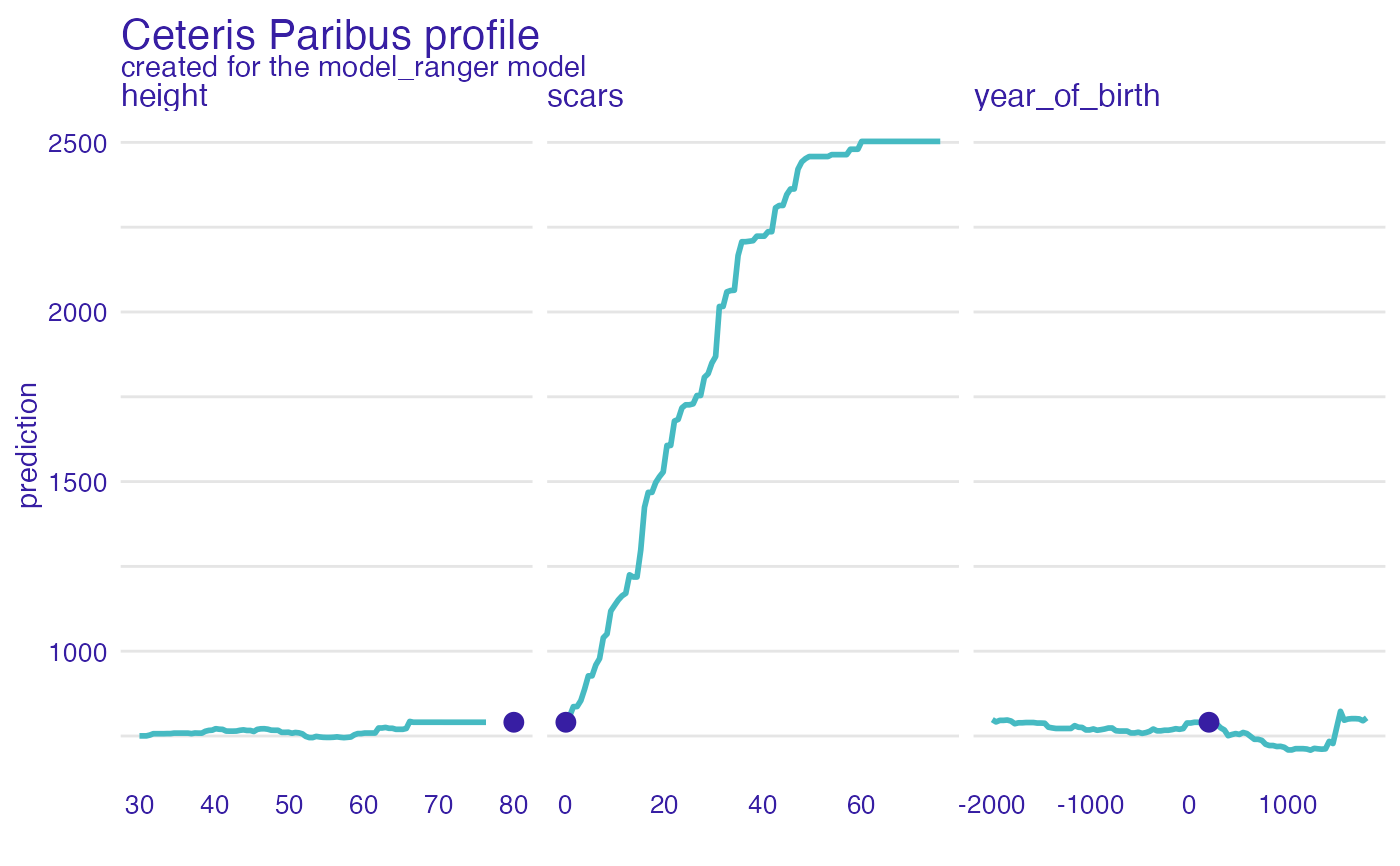 Ceteris Paribus profile
created for the model_ranger model
height scars year_of_birth
2500
2000
1500
1000
prediction
30 40 50 60 70 80 0 20 40 60 -2000 -1000 0 1000